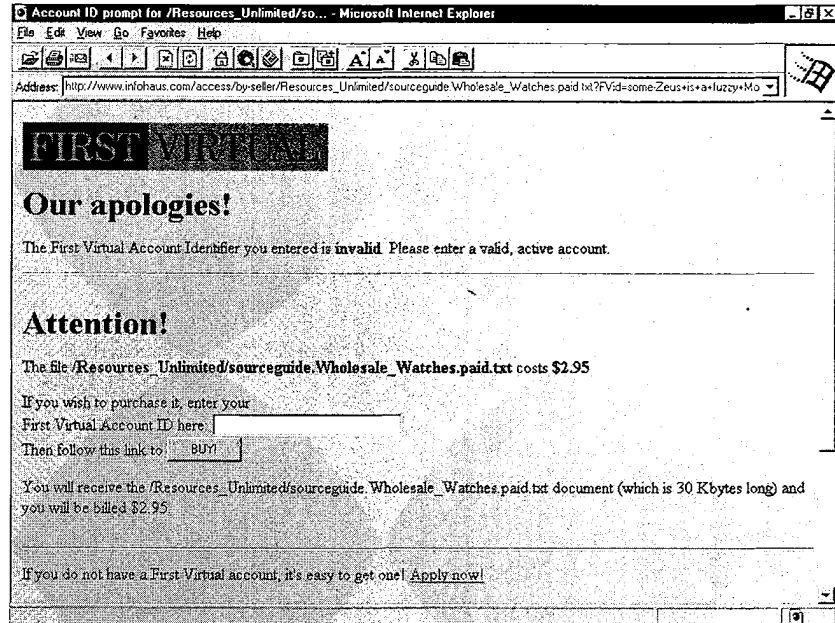 Account ID prompt for /Resources_Unlimited/so... - Microsoft Internet Explorer
File Edit View Go Favorites Help
Address: http://www.infohaus.com/access/by-seller/Resources_Unlimited/sourceguide.Wholesale_Watches.paid.txt?FVid=some-Zeus+is+a+fuzzy+Mo
FIRST VIRTUAL
Our apologies!
The First Virtual Account Identifier you entered is invalid. Please enter a valid, active account.
Attention!
The file /Resources_Unlimited/sourceguide.Wholesale_Watches.paid.txt costs $2.95
If you wish to purchase it, enter your
First Virtual Account ID here:
Then follow this link to BUY!
You will receive the /Resources_Unlimited/sourceguide.Wholesale_Watches.paid.txt document (which is 30 Kbytes long) and
you will be billed $2.95.
If you do not have a First Virtual account, it's easy to get one! Apply now!